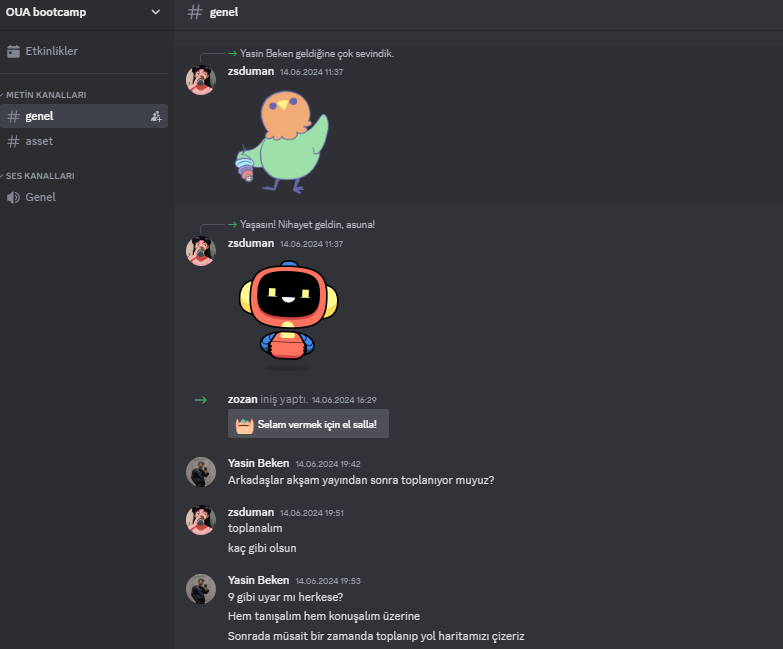 OUA bootcamp
Etkinlikler
METİN KANALLARI
# genel
# asset
SES KANALLARI
Genel
# genel
Yasin Beken geldiğine çok sevindik.
zsduman 14.06.2024 11:37
Yaşasın! Nihayet geldin, asuna!
zsduman 14.06.2024 11:37
zozan iniş yaptı. 14.06.2024 16:29
Selam vermek için el salla!
Yasin Beken 14.06.2024 19:42
Arkadaşlar akşam yayından sonra toplanıyor muyuz?
zsduman 14.06.2024 19:51
toplanalım
kaç gibi olsun
Yasin Beken 14.06.2024 19:53
9 gibi uyar mı herkese?
Hem tanışalım hem konuşalım üzerine
Sonrada müsait bir zamanda toplanıp yol haritamızı çizeriz